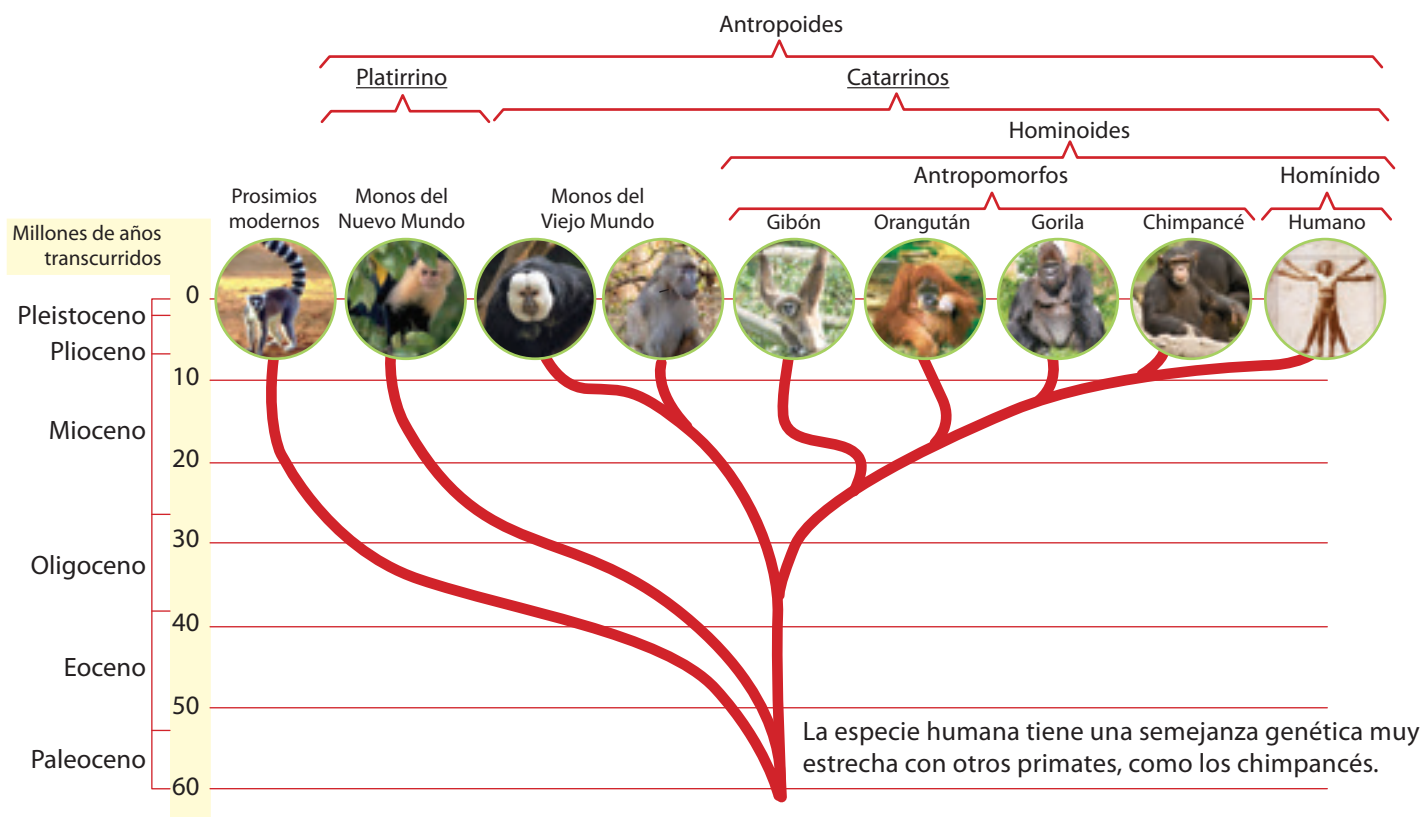 Antropoides
Platirrino
Catarrinos
Hominoides
Antropomorfos
Homínido
Prosimios
modernos
Monos del
Nuevo Mundo
Monos del
Viejo Mundo
Gibón
Orangután
Gorila
Chimpancé
Humano
Millones de años
transcurridos
0
Pleistoceno
Plioceno
10
Mioceno
20
30
Oligoceno
40
Eoceno
50
Paleoceno
60
La especie humana tiene una semejanza genética muy
estrecha con otros primates, como los chimpancés.